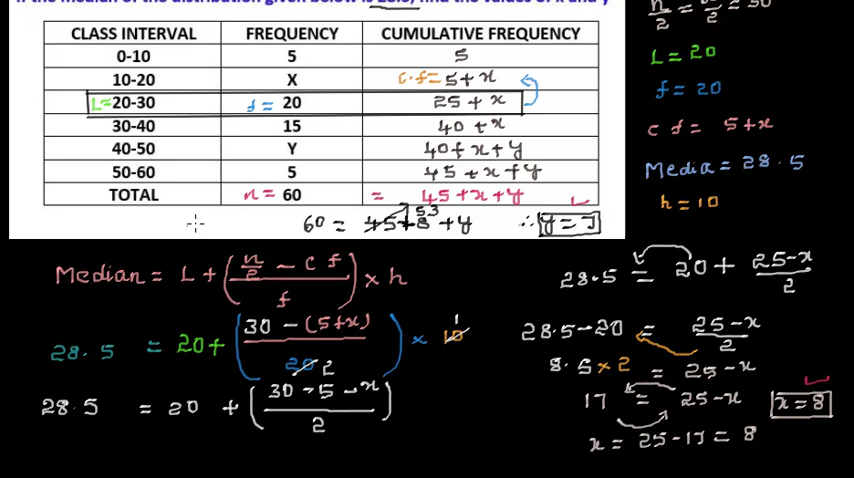 If the median of the distribution given below is 28.5, find the values of x and y
CLASS INTERVAL FREQUENCY CUMULATIVE FREQUENCY
0-10 5 5
10-20 X c.f= 5+x
L=20-30 f= 20 25 + x
30-40 15 40 +x
40-50 Y 40+x+y
50-60 5 45+x+y
TOTAL n= 60 = 45+x+y
53
60 = 45+8 +y ∴ y=7
n/2 = 60/2 = 30
L = 20
f = 20
c f = 5+x
Media = 28.5
h = 10
Median = L + ( n/2 - c f / f ) x h
28.5 = 20+ ( 30 - (5+x) / 20 2 ) x 10 1
28.5 = 20 + ( 30 - 5 - x / 2 )
28.5 = 20 + 25-x / 2
28.5-20 = 25-x / 2
8.5 x 2 = 25-x
17 = 25-x
x=8
x = 25-17 = 8